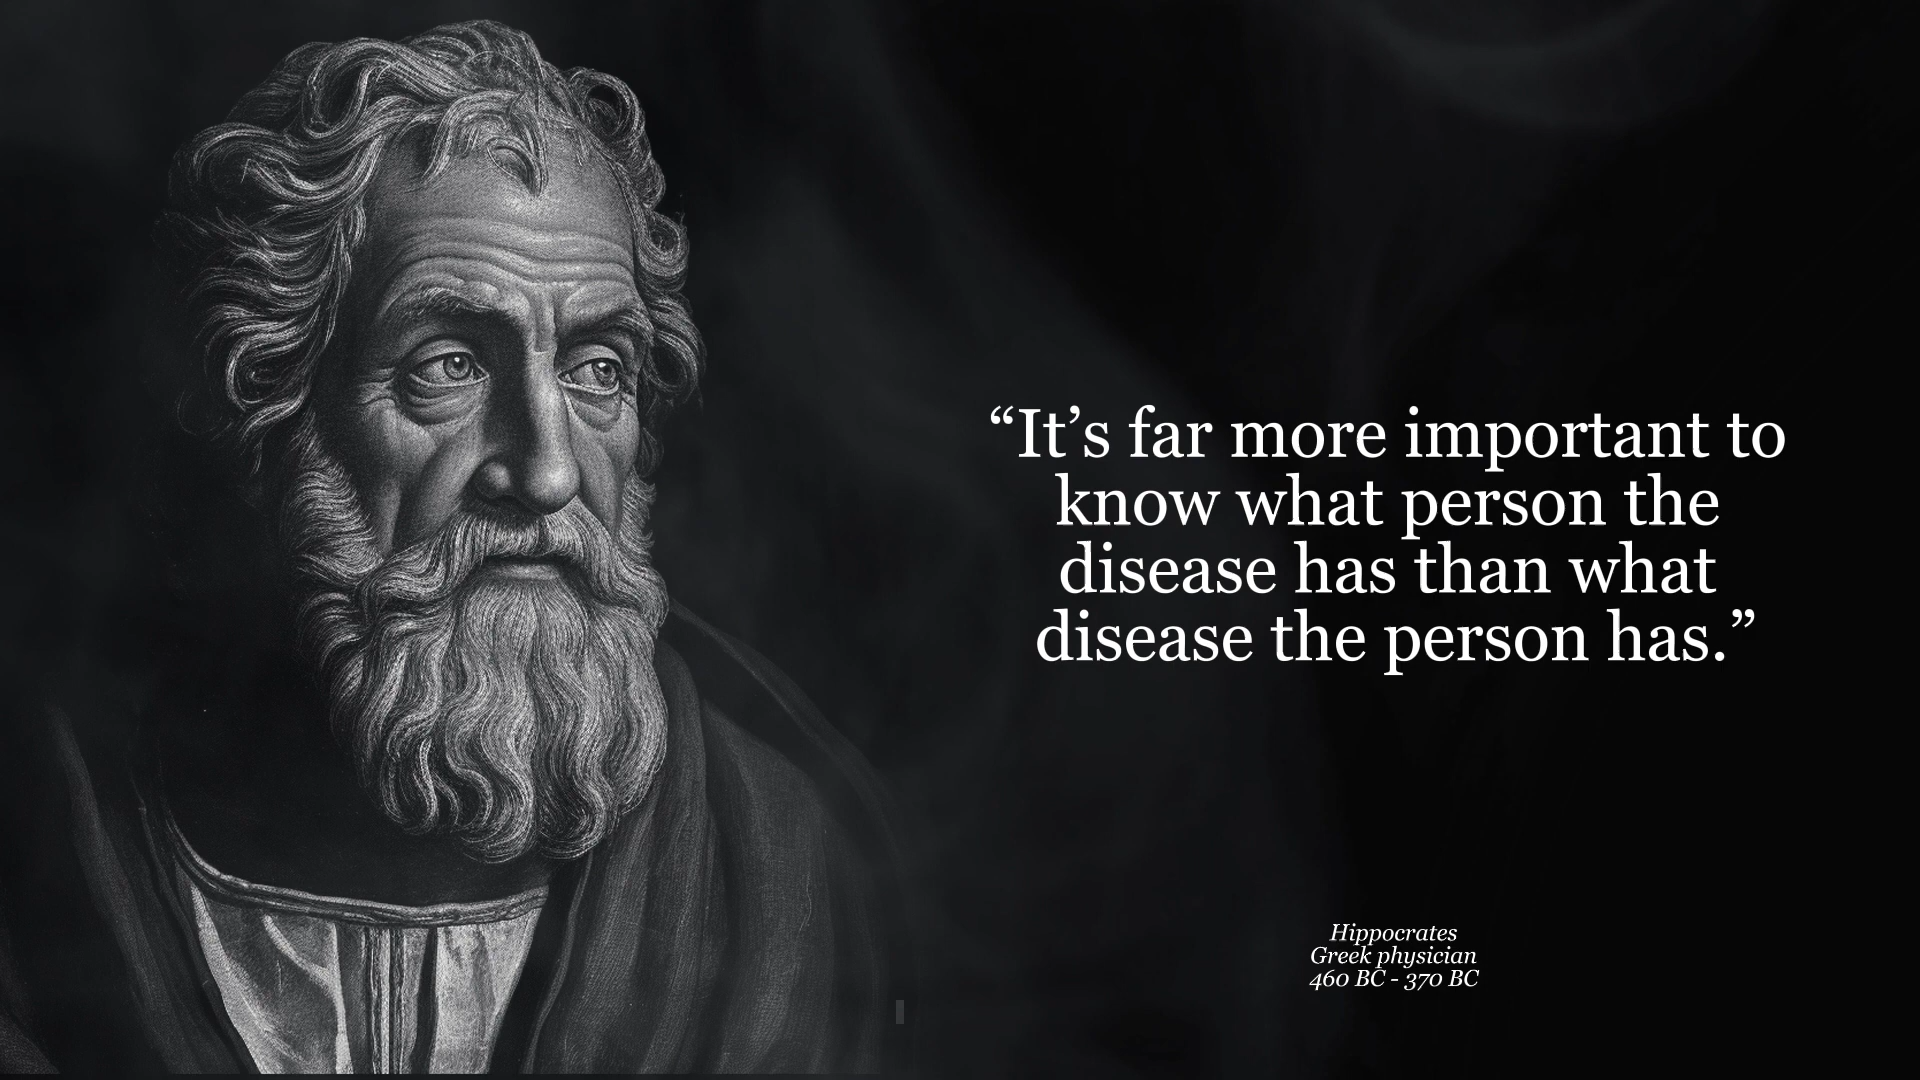 “It’s far more important to
know what person the
disease has than what
disease the person has.”
Hippocrates
Greek physician
460 BC - 370 BC